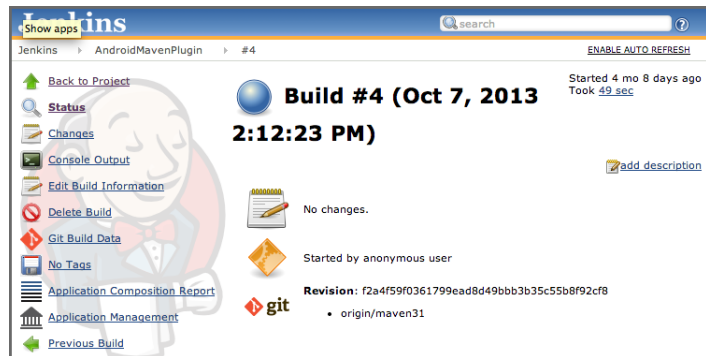 Jenkins
Show apps
search
Jenkins AndroidMavenPlugin #4
ENABLE AUTO REFRESH
Back to Project
Status
Changes
Console Output
Edit Build Information
Delete Build
Git Build Data
No Tags
Application Composition Report
Application Management
Previous Build
Build #4 (Oct 7, 2013
2:12:23 PM)
Started 4 mo 8 days ago
Took 49 sec
add description
No changes.
Started by anonymous user
git
Revision: f2a4f59f0361799ead8d49bbb3b35c55b8f92cf8
origin/maven31